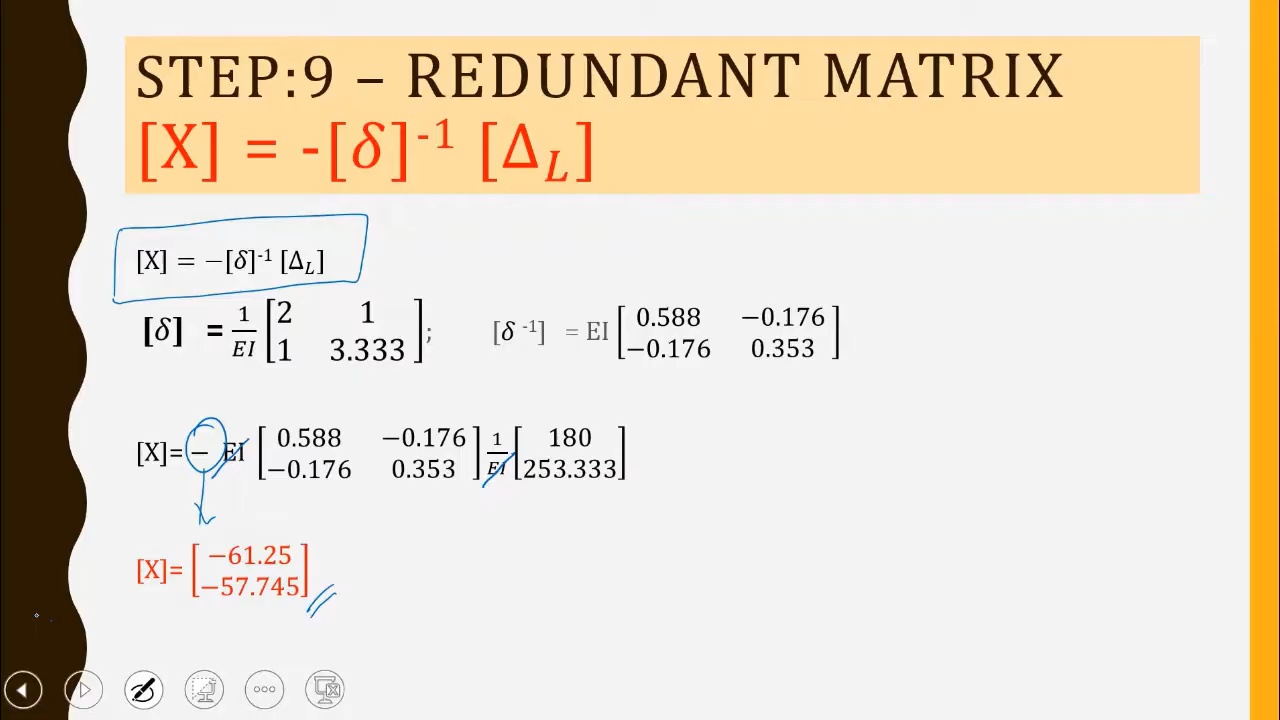 STEP:9 – REDUNDANT MATRIX
[X] = -[δ]⁻¹ [Δ_L]
[X] = −[δ]⁻¹ [Δ_L]
[δ] = 1/EI [2 1; 1 3.333]; [δ⁻¹] = EI [0.588 −0.176; −0.176 0.353]
[X]= − EI [0.588 −0.176; −0.176 0.353] 1/EI [180; 253.333]
[X]= [−61.25; −57.745]